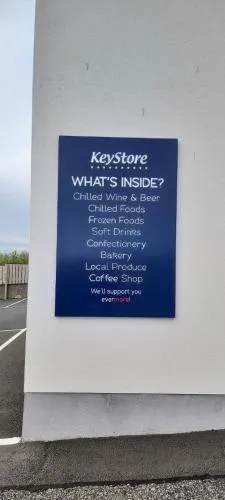 KeyStore
WHAT'S INSIDE?
Chilled Wine & Beer
Chilled Foods
Frozen Foods
Soft Drinks
Confectionery
Bakery
Local Produce
Coffee Shop
We'll support you
evermore!